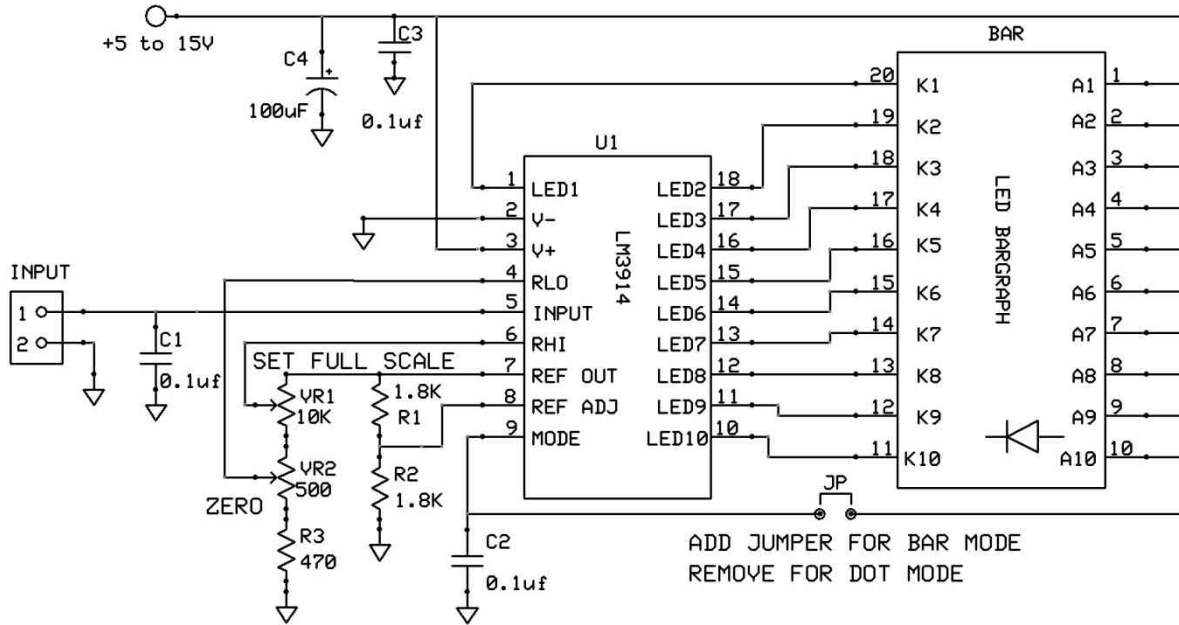 +5 to 15V
C4
100uF
C3
0.1uf
BAR
20 K1 A1 1
19 K2 A2 2
18 K3 A3 3
17 K4 A4 4
16 K5 A5 5
15 K6 A6 6
14 K7 A7 7
13 K8 A8 8
12 K9 A9 9
11 K10 A10 10
LED BARGRAPH
U1
LM3914
1 LED1 LED2 18
2 V- LED3 17
3 V+ LED4 16
4 RLO LED5 15
5 INPUT LED6 14
6 RHI LED7 13
7 REF OUT LED8 12
8 REF ADJ LED9 11
9 MODE LED10 10
INPUT
1
2
C1
0.1uf
SET FULL SCALE
VR1
10K
1.8K
R1
VR2
500
ZERO
R2
1.8K
R3
470
C2
0.1uf
JP
ADD JUMPER FOR BAR MODE
REMOVE FOR DOT MODE